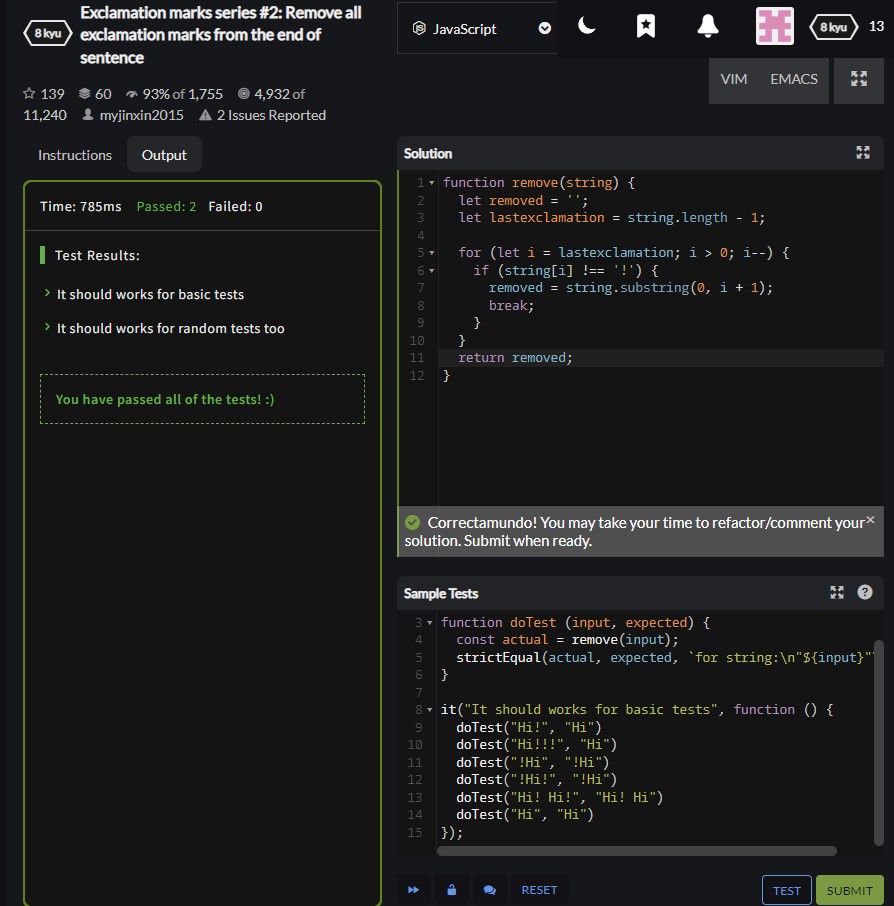 8 kyu
Exclamation marks series #2: Remove all
exclamation marks from the end of
sentence
139 60 93% of 1,755 4,932 of
11,240 myjinxin2015 2 Issues Reported
JavaScript
8 kyu 13
VIM EMACS
Instructions Output
Time: 785ms Passed: 2 Failed: 0
Test Results:
It should works for basic tests
It should works for random tests too
You have passed all of the tests! :)
Solution
1 function remove(string) {
2 let removed = '';
3 let lastexclamation = string.length - 1;
4
5 for (let i = lastexclamation; i > 0; i--) {
6 if (string[i] !== '!') {
7 removed = string.substring(0, i + 1);
8 break;
9 }
10 }
11 return removed;
12 }
Correctamundo! You may take your time to refactor/comment your
solution. Submit when ready.
Sample Tests
3 function doTest (input, expected) {
4 const actual = remove(input);
5 strictEqual(actual, expected, `for string:\n"${input}"
6 }
7
8 it("It should works for basic tests", function () {
9 doTest("Hi!", "Hi")
10 doTest("Hi!!!", "Hi")
11 doTest("!Hi", "!Hi")
12 doTest("!Hi!", "!Hi")
13 doTest("Hi! Hi!", "Hi! Hi")
14 doTest("Hi", "Hi")
15 });
RESET
TEST SUBMIT